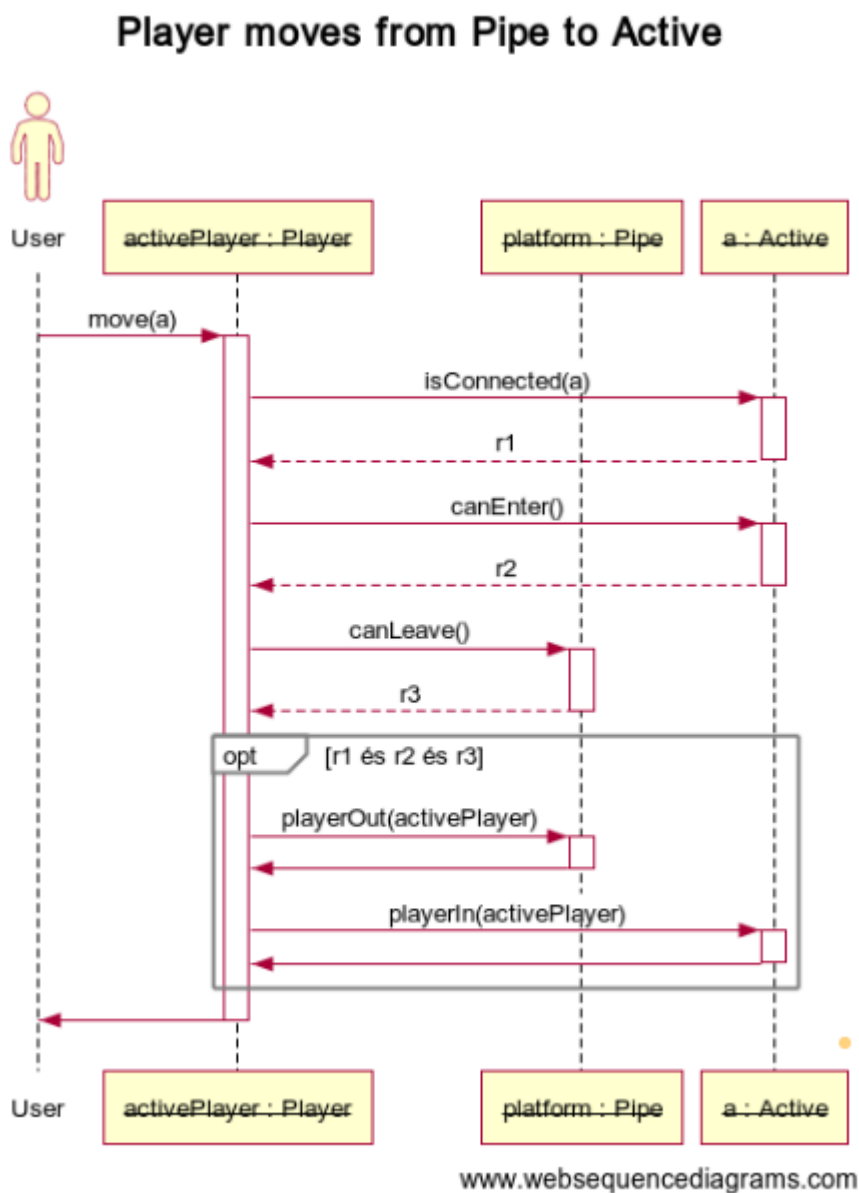 Player moves from Pipe to Active
User
activePlayer : Player
platform : Pipe
a : Active
move(a)
isConnected(a)
r1
canEnter()
r2
canLeave()
r3
opt
[r1 és r2 és r3]
playerOut(activePlayer)
playerIn(activePlayer)
User
activePlayer : Player
platform : Pipe
a : Active
www.websequencediagrams.com